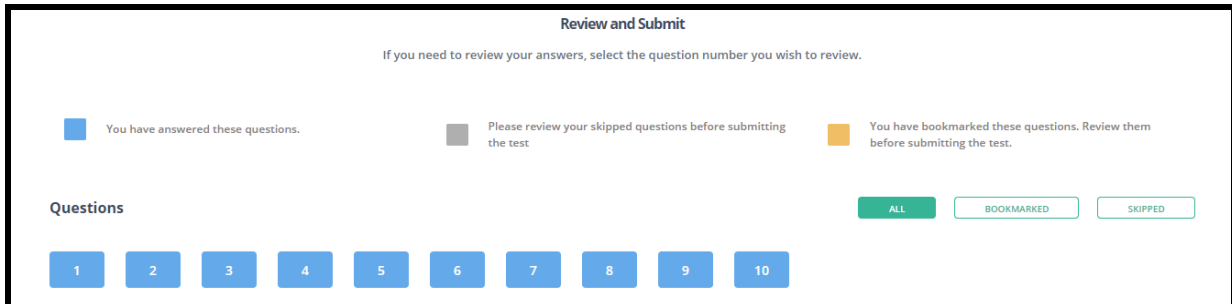 Review and Submit
If you need to review your answers, select the question number you wish to review.
You have answered these questions.
Please review your skipped questions before submitting
the test
You have bookmarked these questions. Review them
before submitting the test.
Questions
ALL
BOOKMARKED
SKIPPED
1 2 3 4 5 6 7 8 9 10